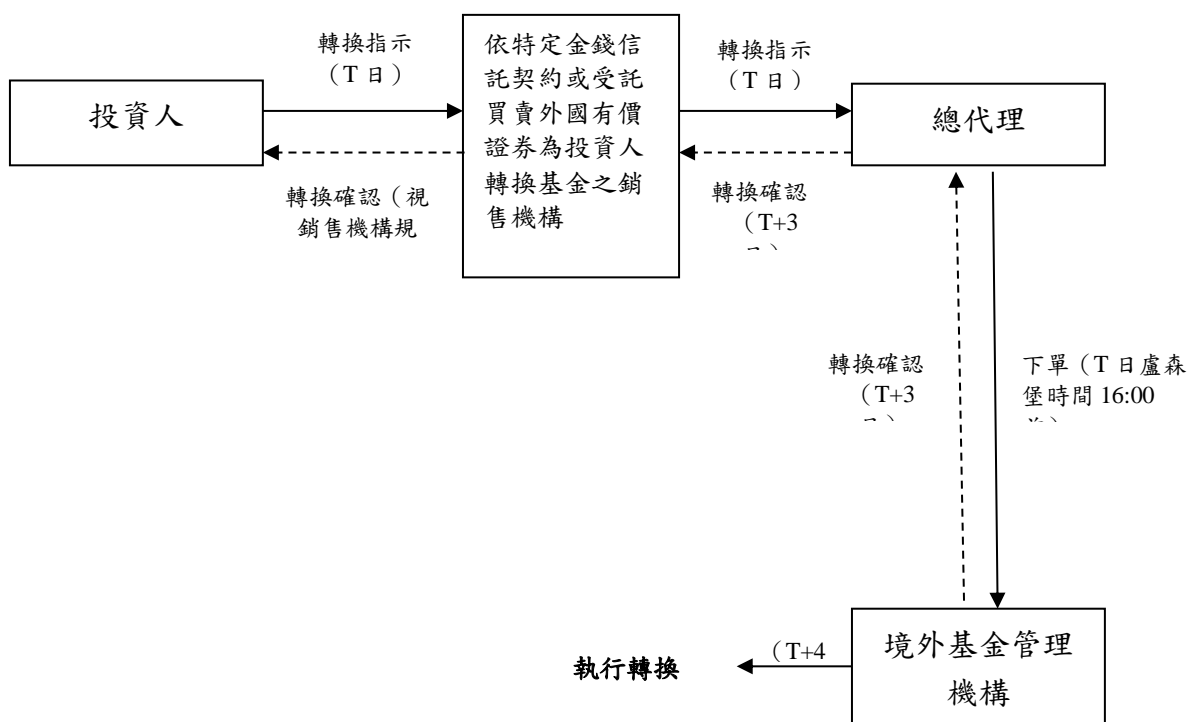 轉換指示
（T 日）
依特定金錢信
託契約或受託
買賣外國有價
證券為投資人
轉換基金之銷
售機構
轉換指示
（T 日）
投資人
總代理
轉換確認（視
銷售機構規
轉換確認
（T+3
轉換確認
（T+3
下單（T 日盧森
堡時間 16:00
執行轉換
（T+4
境外基金管理
機構